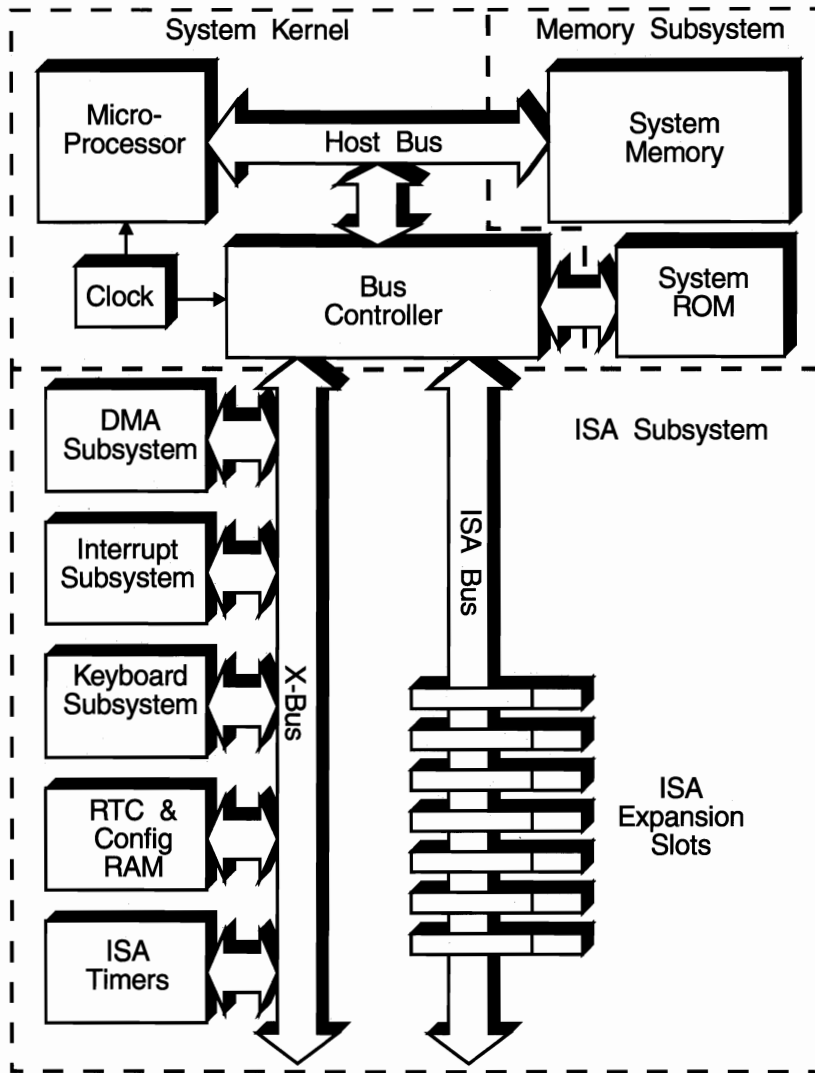 System Kernel
Memory Subsystem
Micro-
Processor
Host Bus
System
Memory
Clock
Bus
Controller
System
ROM
DMA
Subsystem
ISA Subsystem
Interrupt
Subsystem
ISA Bus
Keyboard
Subsystem
X-Bus
RTC &
Config
RAM
ISA
Expansion
Slots
ISA
Timers